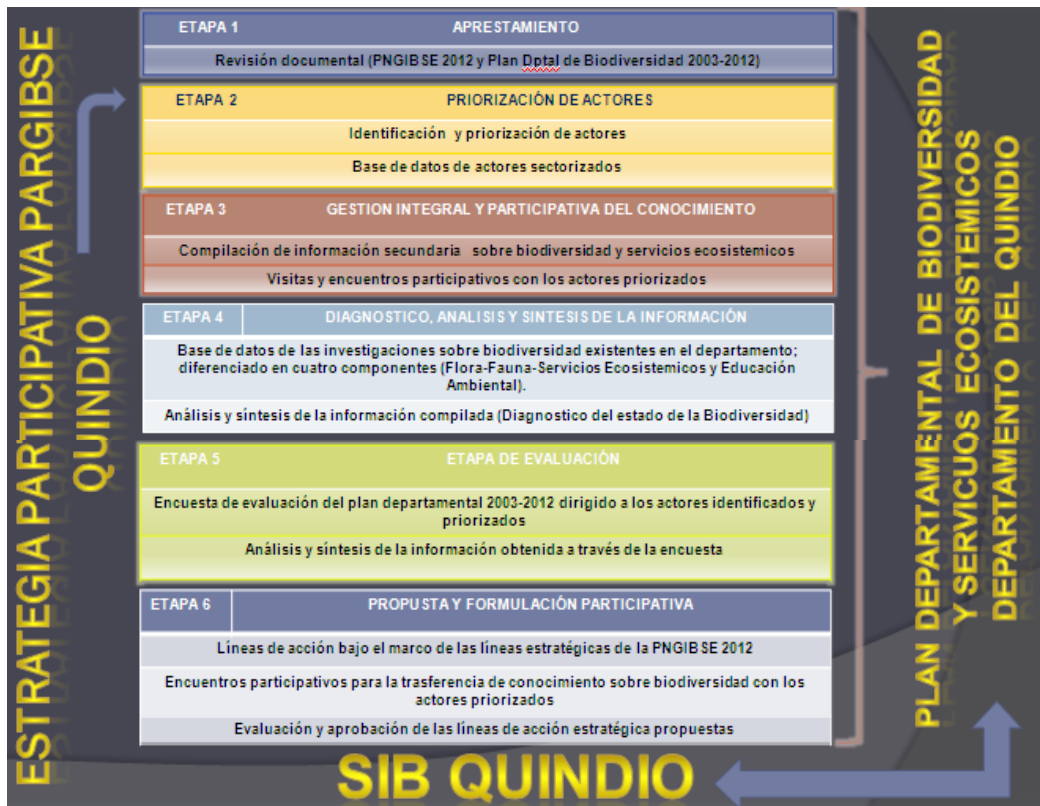 ESTRATEGIA PARTICIPATIVA PARGIBSE
QUINDIO
ETAPA 1 APRESTAMIENTO
Revisión documental (PNGIBSE 2012 y Plan Dptal de Biodiversidad 2003-2012)
ETAPA 2 PRIORIZACIÓN DE ACTORES
Identificación y priorización de actores
Base de datos de actores sectorizados
ETAPA 3 GESTION INTEGRAL Y PARTICIPATIVA DEL CONOCIMIENTO
Compilación de información secundaria sobre biodiversidad y servicios ecosistemicos
Visitas y encuentros participativos con los actores priorizados
ETAPA 4 DIAGNOSTICO, ANALISIS Y SINTESIS DE LA INFORMACIÓN
Base de datos de las investigaciones sobre biodiversidad existentes en el departamento;
diferenciado en cuatro componentes (Flora-Fauna-Servicios Ecosistemicos y Educación
Ambiental).
Análisis y síntesis de la información compilada (Diagnostico del estado de la Biodiversidad)
ETAPA 5 ETAPA DE EVALUACIÓN
Encuesta de evaluación del plan departamental 2003-2012 dirigido a los actores identificados y
priorizados
Análisis y síntesis de la información obtenida a través de la encuesta
ETAPA 6 PROPUSTA Y FORMULACIÓN PARTICIPATIVA
Líneas de acción bajo el marco de las líneas estratégicas de la PNGIBSE 2012
Encuentros participativos para la trasferencia de conocimiento sobre biodiversidad con los
actores priorizados
Evaluación y aprobación de las líneas de acción estratégica propuestas
PLAN DEPARTAMENTAL DE BIODIVERSIDAD
Y SERVICUOS ECOSISTEMICOS
DEPARTAMENTO DEL QUINDIO
SIB QUINDIO